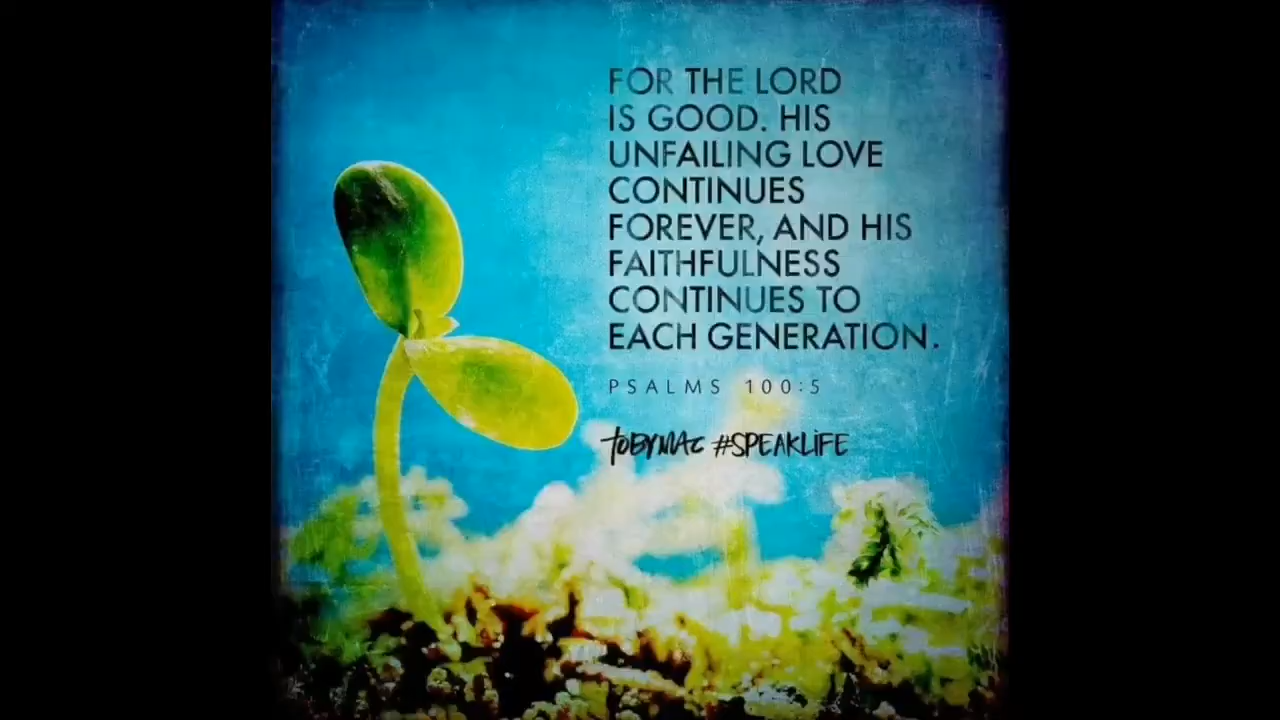 FOR THE LORD
IS GOOD. HIS
UNFAILING LOVE
CONTINUES
FOREVER, AND HIS
FAITHFULNESS
CONTINUES TO
EACH GENERATION.
PSALMS 100:5
TOBYMAC #SPEAKLIFE